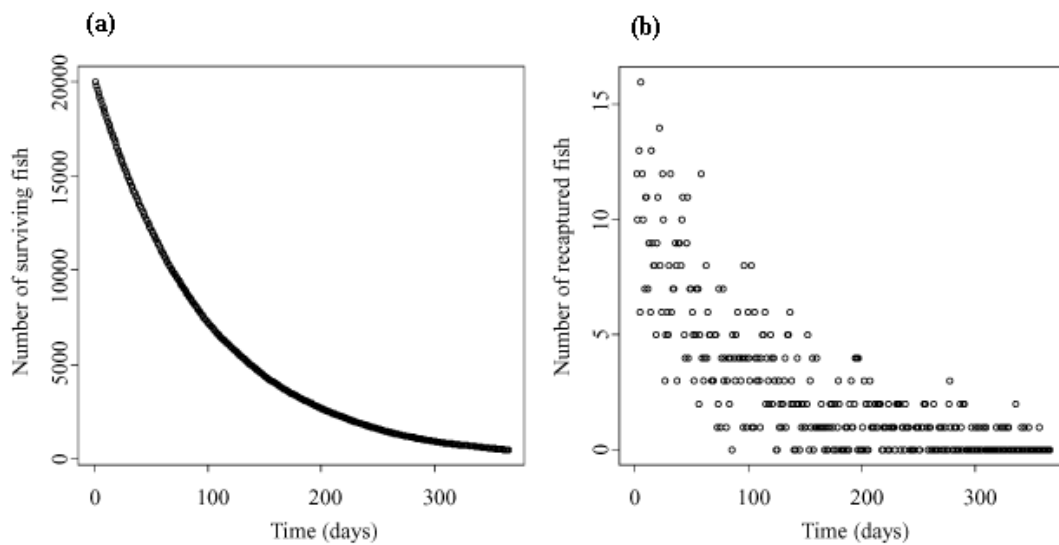 (a)
Number of surviving fish
20000
15000
10000
5000
0
0 100 200 300
Time (days)
(b)
Number of recaptured fish
15
10
5
0
0 100 200 300
Time (days)